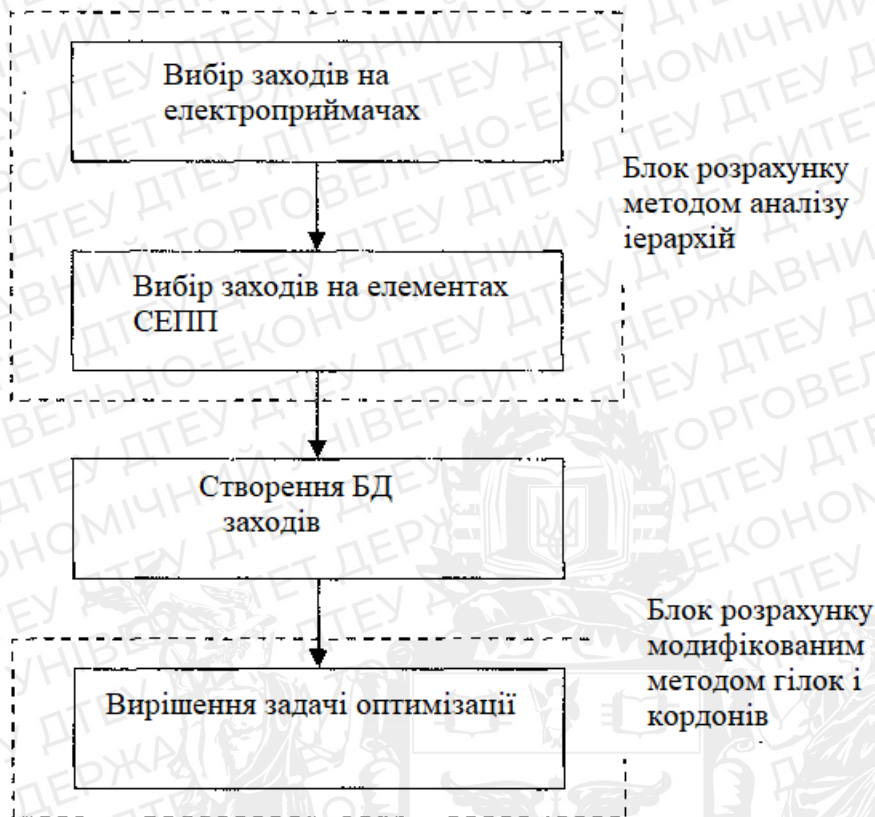 Вибір заходів на
електроприймачах
Блок розрахунку
методом аналізу
ієрархій
Вибір заходів на елементах
СЕПП
Створення БД
заходів
Блок розрахунку
модифікованим
методом гілок і
кордонів
Вирішення задачі оптимізації